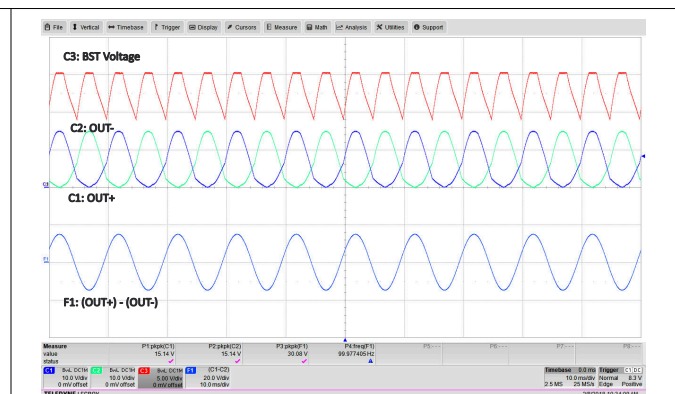 File Vertical Timebase Trigger Display Cursors Measure Math Analysis Utilities Support
C3: BST Voltage
C2: OUT-
C1: OUT+
F1: (OUT+) - (OUT-)
Measure P1:pkpk(C1) P2:pkpk(C2) P3:pkpk(F1) P4:freq(F1) P5:--- P6:--- P7:--- P8:---
value 15.14 V 15.14 V 30.08 V 99.977405 Hz
status
C1 BwL DC1M C2 BwL DC1M C3 BwL DC1M F1 (C1-C2) Timebase 0.0 ms Trigger C1 DC
10.0 V/div 10.0 V/div 5.00 V/div 20.0 V/div 10.0 ms/div Normal 8.3 V
0 mV offset 0 mV offset 0 mV offset 10.0 ms/div 2.5 MS 25 MS/s Edge Positive